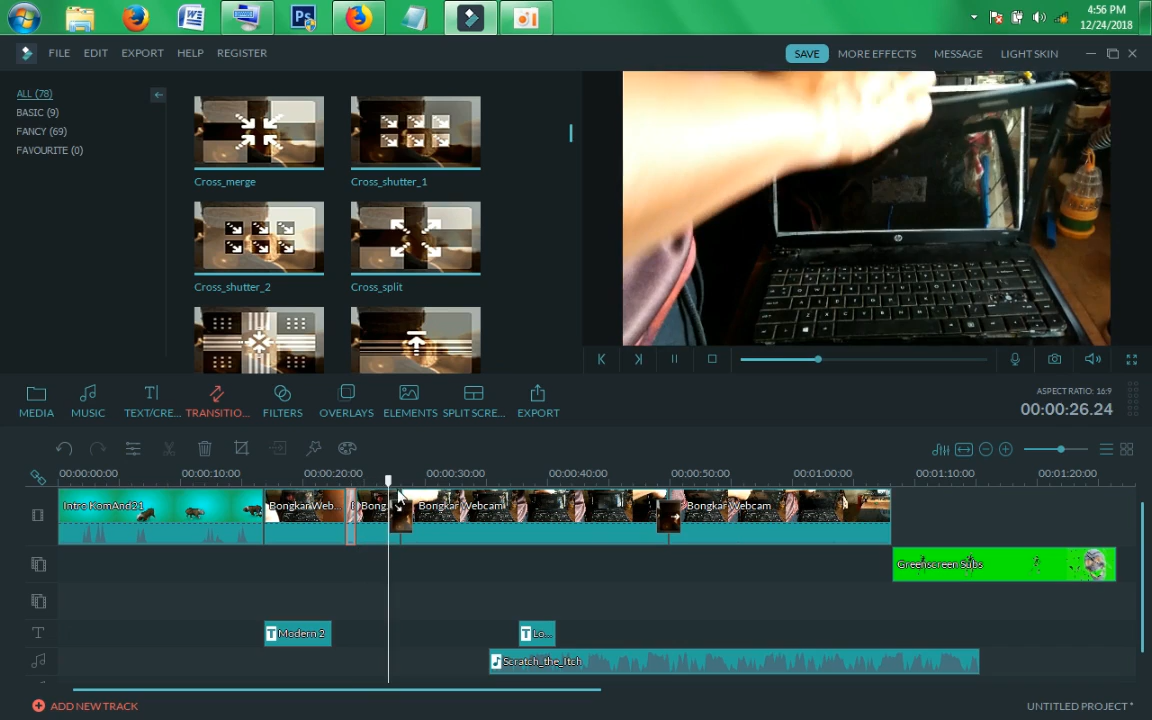 4:56 PM
12/24/2018
FILE EDIT EXPORT HELP REGISTER
SAVE MORE EFFECTS MESSAGE LIGHT SKIN
ALL (78)
BASIC (9)
FANCY (69)
FAVOURITE (0)
Cross_merge Cross_shutter_1
Cross_shutter_2 Cross_split
MEDIA MUSIC TEXT/CRE... TRANSITIO... FILTERS OVERLAYS ELEMENTS SPLIT SCRE... EXPORT
ASPECT RATIO: 16:9
00:00:26.24
00:00:00:00 00:00:10:00 00:00:20:00 00:00:30:00 00:00:40:00 00:00:50:00 00:01:00:00 00:01:10:00 00:01:20:00
Intro KomAnd21 BongkarWeb... Bong... Bongkar Webcam Bongkar Webcam
Greenscreen Subs
T Modern 2 T Lo...
Scratch_the_Itch
ADD NEW TRACK
UNTITLED PROJECT *